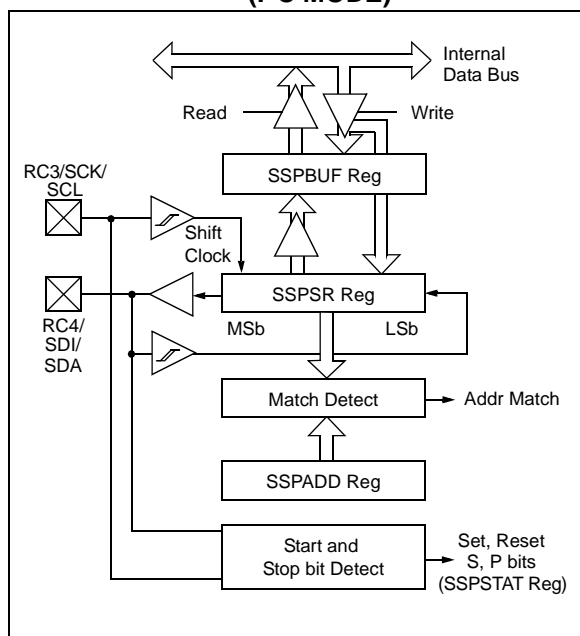 Internal
Data Bus
Read
Write
SSPBUF Reg
RC3/SCK/
SCL
Shift
Clock
SSPSR Reg
MSb
LSb
RC4/
SDI/
SDA
Match Detect
Addr Match
SSPADD Reg
Start and
Stop bit Detect
Set, Reset
S, P bits
(SSPSTAT Reg)